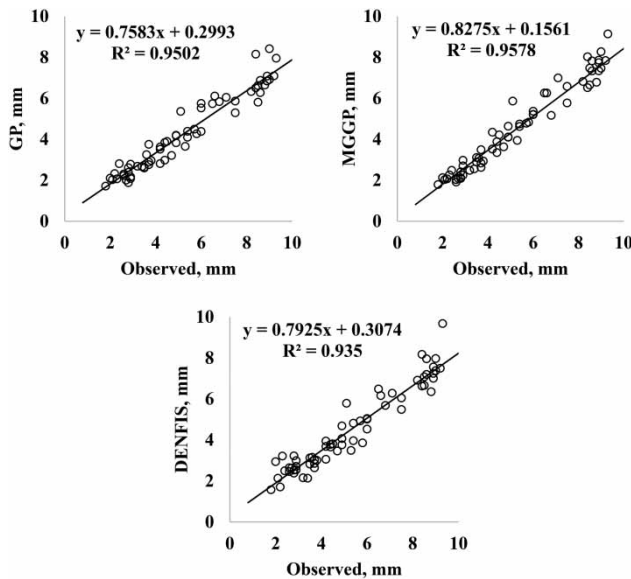 y = 0.7583x + 0.2993
R² = 0.9502
10
8
6
4
2
0
GP, mm
0 2 4 6 8 10
Observed, mm
y = 0.8275x + 0.1561
R² = 0.9578
10
8
6
4
2
0
MGGP, mm
0 2 4 6 8 10
Observed, mm
y = 0.7925x + 0.3074
R² = 0.935
10
8
6
4
2
0
DENFIS, mm
0 2 4 6 8 10
Observed, mm